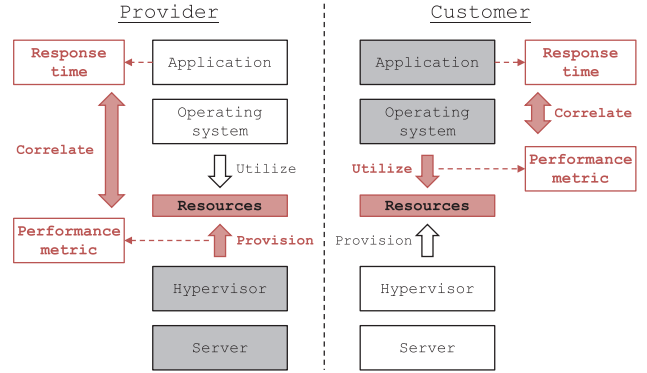 Provider
Response
time
Application
Operating
system
Correlate
Utilize
Resources
Performance
metric
Provision
Hypervisor
Server
Customer
Application
Response
time
Operating
system
Correlate
Utilize
Performance
metric
Resources
Provision
Hypervisor
Server